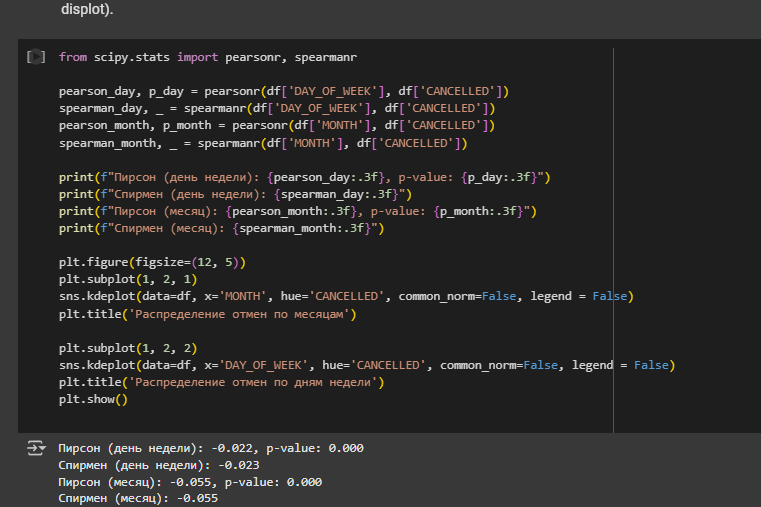 displot).
[ ] from scipy.stats import pearsonr, spearmanr
pearson_day, p_day = pearsonr(df['DAY_OF_WEEK'], df['CANCELLED'])
spearman_day, _ = spearmanr(df['DAY_OF_WEEK'], df['CANCELLED'])
pearson_month, p_month = pearsonr(df['MONTH'], df['CANCELLED'])
spearman_month, _ = spearmanr(df['MONTH'], df['CANCELLED'])
print(f"Пирсон (день недели): {pearson_day:.3f}, p-value: {p_day:.3f}")
print(f"Спирмен (день недели): {spearman_day:.3f}")
print(f"Пирсон (месяц): {pearson_month:.3f}, p-value: {p_month:.3f}")
print(f"Спирмен (месяц): {spearman_month:.3f}")
plt.figure(figsize=(12, 5))
plt.subplot(1, 2, 1)
sns.kdeplot(data=df, x='MONTH', hue='CANCELLED', common_norm=False, legend = False)
plt.title('Распределение отмен по месяцам')
plt.subplot(1, 2, 2)
sns.kdeplot(data=df, x='DAY_OF_WEEK', hue='CANCELLED', common_norm=False, legend = False)
plt.title('Распределение отмен по дням недели')
plt.show()
Пирсон (день недели): -0.022, p-value: 0.000
Спирмен (день недели): -0.023
Пирсон (месяц): -0.055, p-value: 0.000
Спирмен (месяц): -0.055